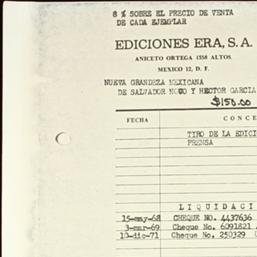 8 % SOBRE EL PRECIO DE VENTA
DE CADA EJEMPLAR
EDICIONES ERA, S. A.
ANICETO ORTEGA 1358 ALTOS
MEXICO 12, D. F.
NUEVA GRANDEZA MEXICANA
DE SALVADOR NOVO Y HECTOR GARCIA
$150.00
FECHA CONCE
TIRO DE LA EDICI
PRENSA
LIQUIDACI
15-may-68 CHEQUE NO. 4437636
3-mar-69 Cheque No. 6091821
10-dic-71 Cheque No. 250329 (